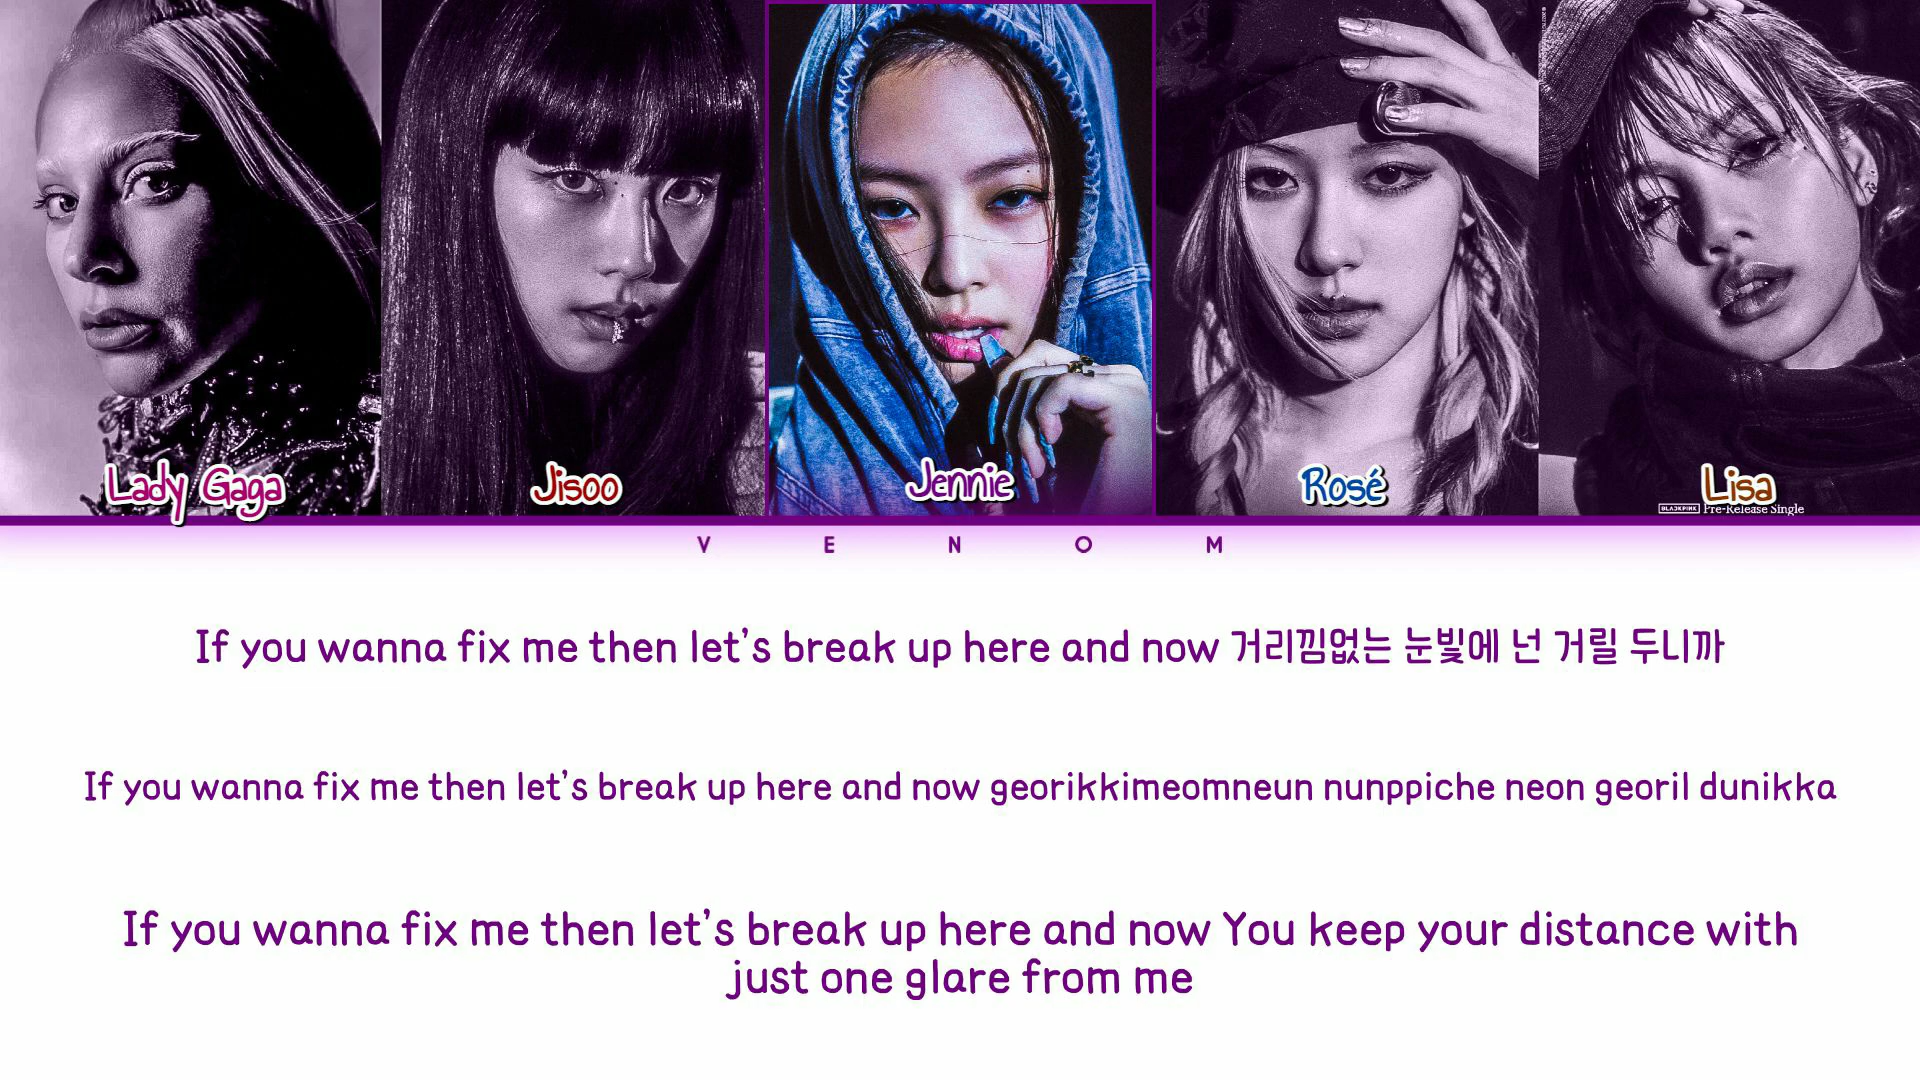 Lady Gaga
Jisoo
Jennie
Rosé
Lisa
BLACKPINK Pre-Release Single
V E N O M
If you wanna fix me then let's break up here and now 거리낌없는 눈빛에 넌 거릴 두니까
If you wanna fix me then let's break up here and now georikkimeomneun nunppiche neon georil dunikka
If you wanna fix me then let's break up here and now You keep your distance with
just one glare from me